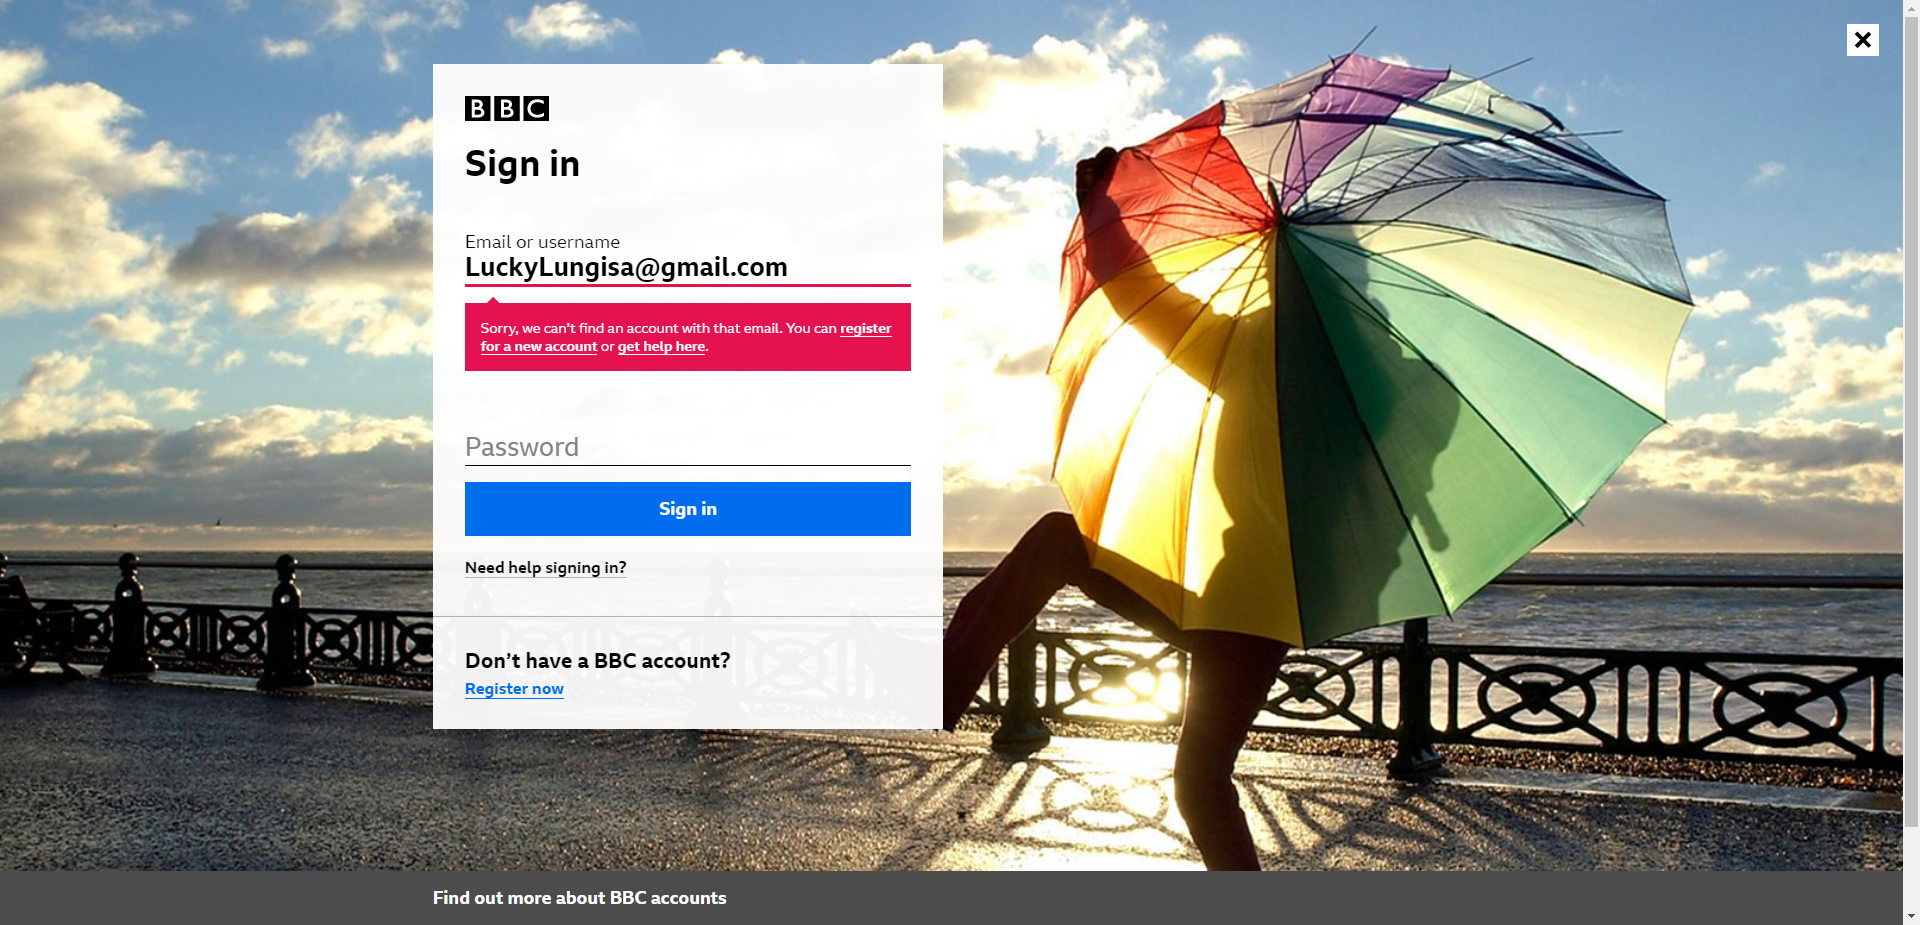 BBC
Sign in
Email or username
LuckyLungisa@gmail.com
Sorry, we can’t find an account with that email. You can register
for a new account or get help here.
Password
Sign in
Need help signing in?
Don’t have a BBC account?
Register now
Find out more about BBC accounts